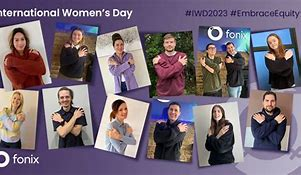 International Women's Day
#IWD2023 #EmbraceEquity
fonix
fonix